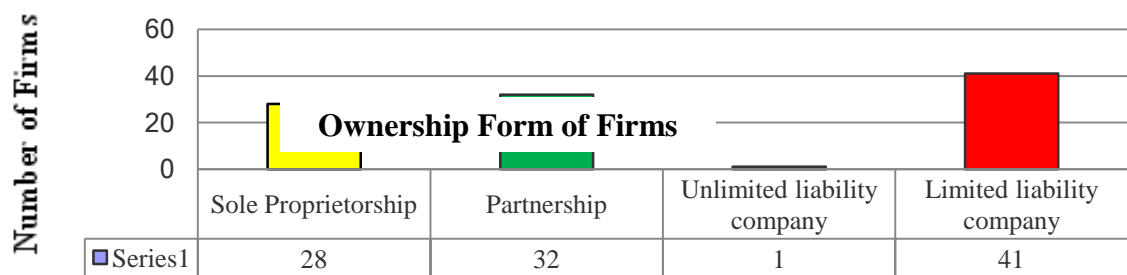 Number of Firms
60
40
20
0
Ownership Form of Firms
Sole Proprietorship
Partnership
Unlimited liability
company
Limited liability
company
Series1 28 32 1 41